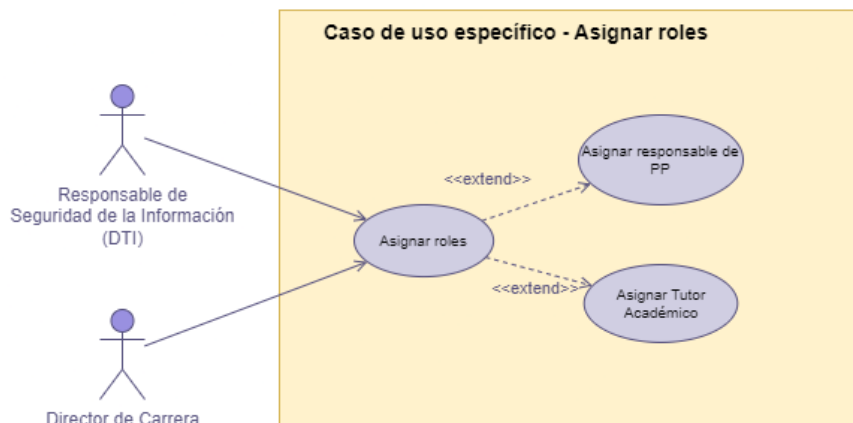 Caso de uso específico - Asignar roles
Asignar responsable de
PP
<<extend>>
Responsable de
Seguridad de la Información
(DTI)
Asignar roles
<<extend>>
Asignar Tutor
Académico
Director de Carrera